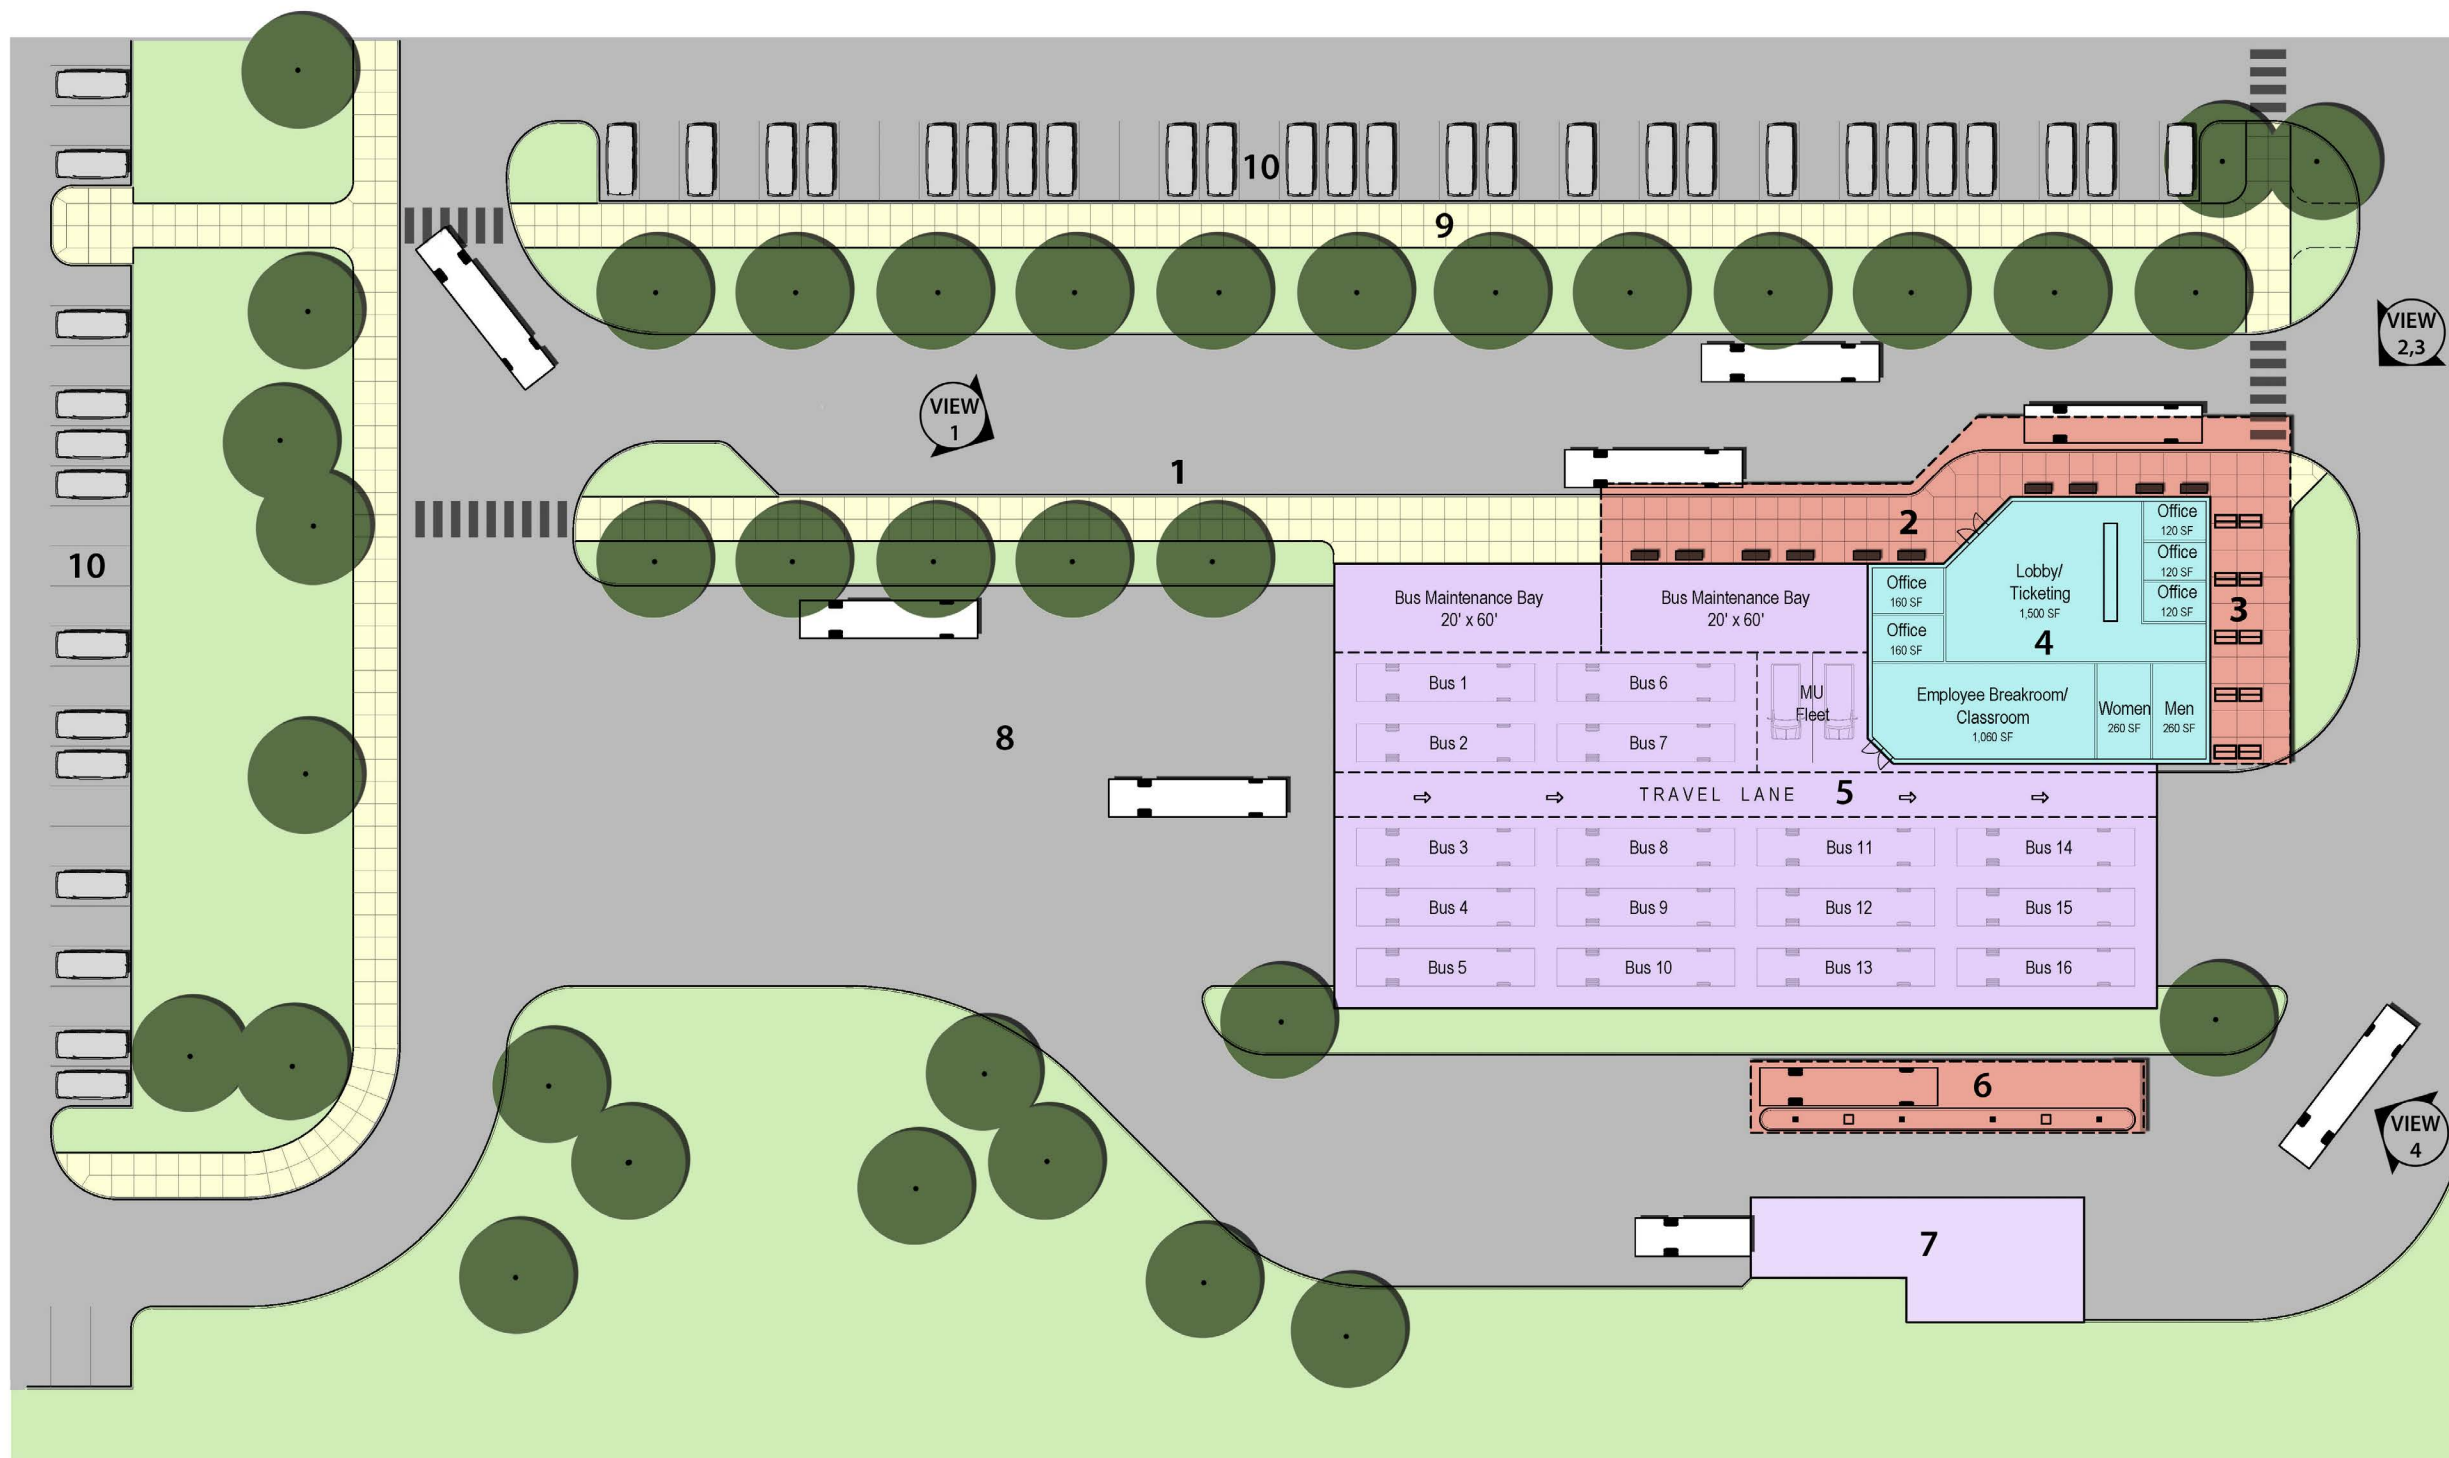 10
9
VIEW
2,3
VIEW
1
1
2
Office
120 SF
Office
120 SF
Office
120 SF
3
Lobby/
Ticketing
1,500 SF
4
Office
160 SF
Office
160 SF
Bus Maintenance Bay
20' x 60'
Bus Maintenance Bay
20' x 60'
10
Bus 1
Bus 6
MU
Fleet
Employee Breakroom/
Classroom
1,060 SF
Women
260 SF
Men
260 SF
8
Bus 2
Bus 7
TRAVEL LANE
5
Bus 3
Bus 8
Bus 11
Bus 14
Bus 4
Bus 9
Bus 12
Bus 15
Bus 5
Bus 10
Bus 13
Bus 16
6
VIEW
4
7